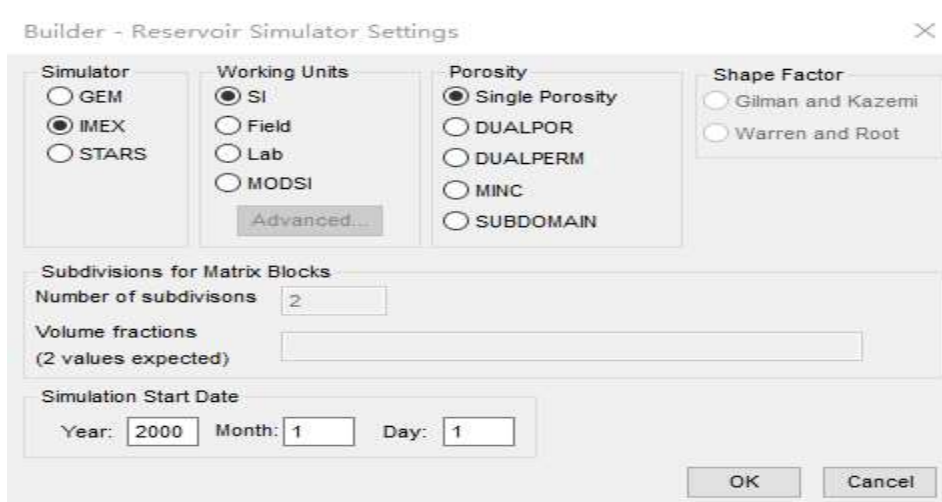 Builder - Reservoir Simulator Settings
Simulator
GEM
IMEX
STARS
Working Units
SI
Field
Lab
MODSI
Advanced...
Porosity
Single Porosity
DUALPOR
DUALPERM
MINC
SUBDOMAIN
Shape Factor
Gilman and Kazemi
Warren and Root
Subdivisions for Matrix Blocks
Number of subdivisons 2
Volume fractions
(2 values expected)
Simulation Start Date
Year: 2000 Month: 1 Day: 1
OK Cancel